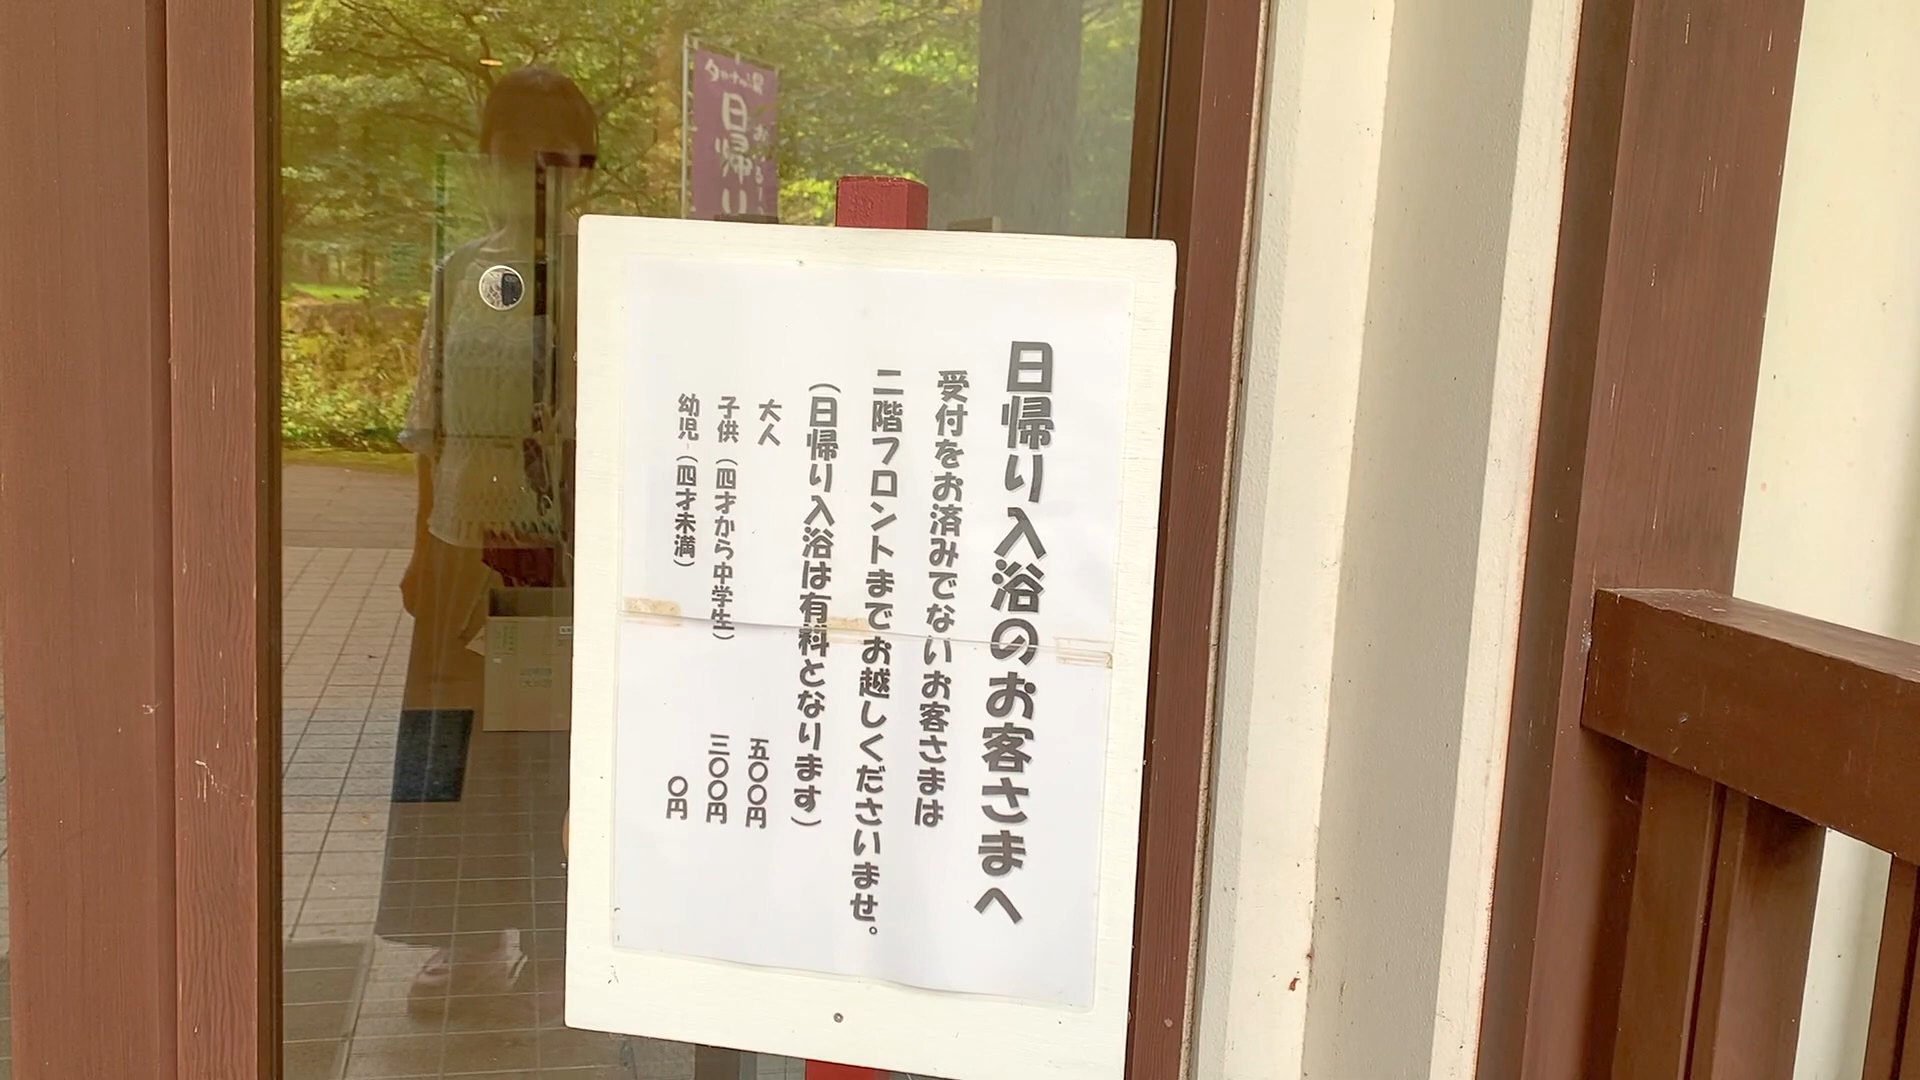 日帰り入浴のお客さまへ
受付をお済みでないお客さまは
二階フロントまでお越しくださいませ。
（日帰り入浴は有料となります）
大人 五〇〇円
子供（四才から中学生） 三〇〇円
幼児（四才未満） 〇円
日帰り